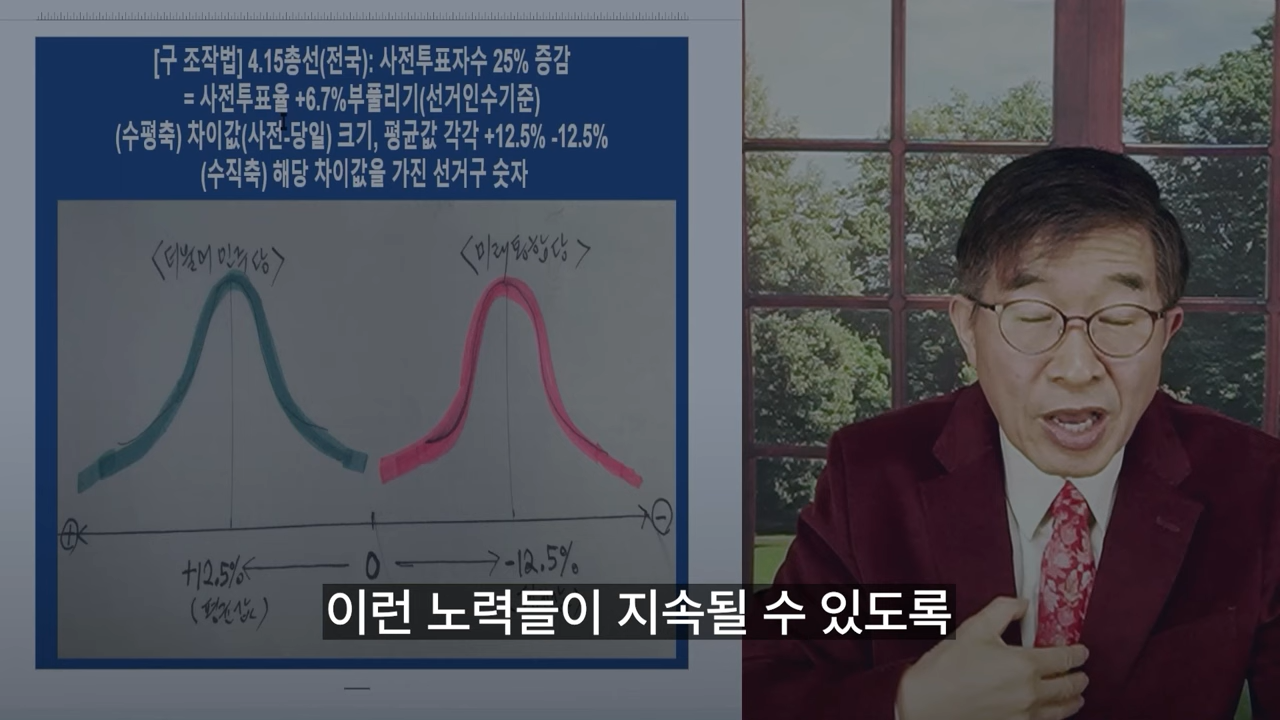 [구 조작법] 4.15총선(전국): 사전투표자수 25% 증감
= 사전투표율 +6.7%부풀리기(선거인수기준)
(수평축) 차이값(사전-당일) 크기, 평균값 각각 +12.5% -12.5%
(수직축) 해당 차이값을 가진 선거구 숫자
<더불어 민주당>
<미래통합당>
+
-
+12.5%
0
-12.5%
(평균값)
이런 노력들이 지속될 수 있도록